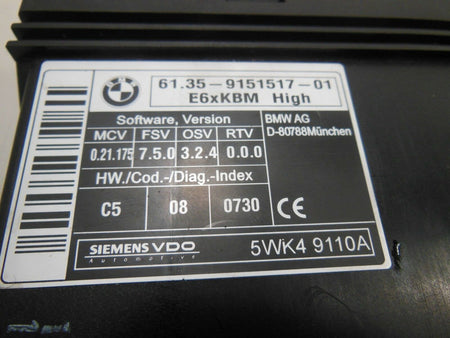 BMW
61.35-9151517-01
E6xKBM High
Software, Version
MCV FSV OSV RTV
0.21.175 7.5.0 3.2.4 0.0.0
BMW AG
D-80788München
HW./Cod-/Diag.-Index
C5 08 0730 CE
SIEMENS VDO
Automotive
5WK4 9110A